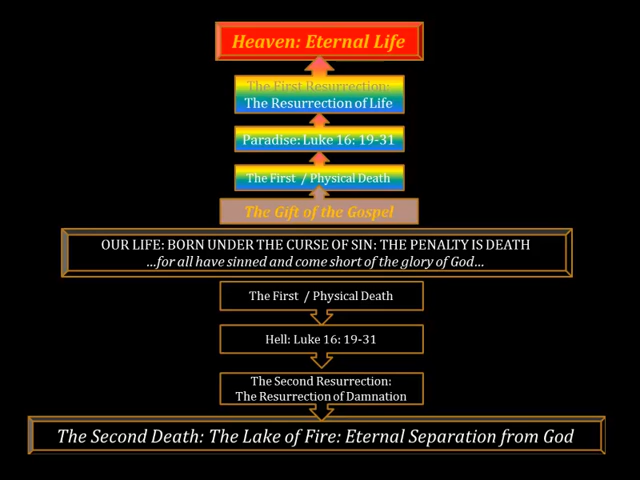 Heaven: Eternal Life
The First Resurrection:
The Resurrection of Life
Paradise: Luke 16: 19-31
The First / Physical Death
The Gift of the Gospel
OUR LIFE: BORN UNDER THE CURSE OF SIN: THE PENALTY IS DEATH
…for all have sinned and come short of the glory of God…
The First / Physical Death
Hell: Luke 16: 19-31
The Second Resurrection:
The Resurrection of Damnation
The Second Death: The Lake of Fire: Eternal Separation from God